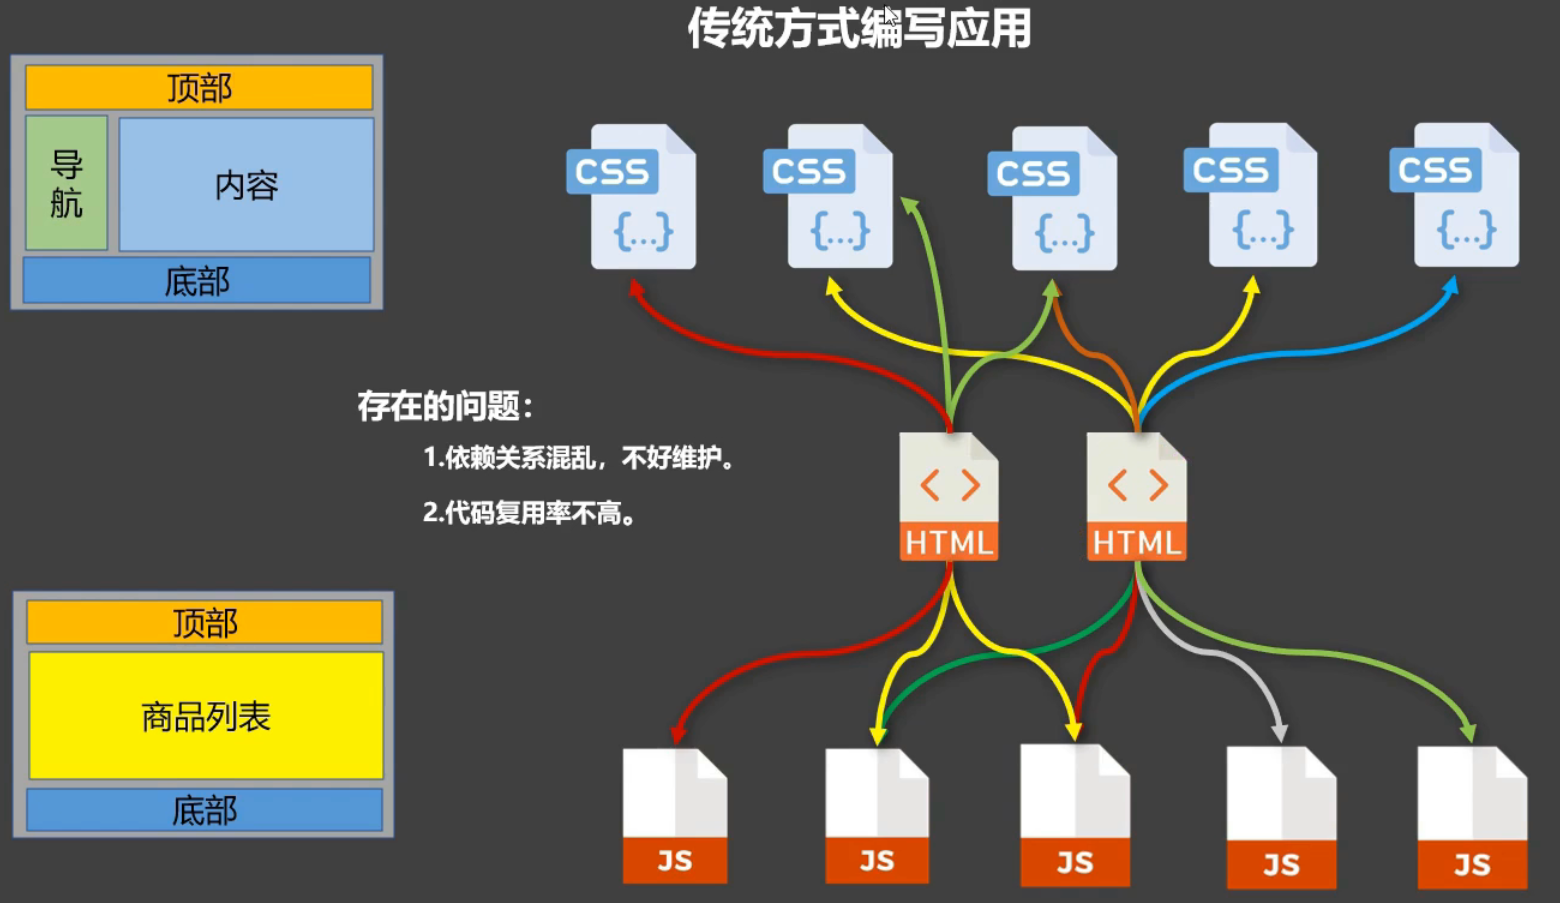 传统方式编写应用
顶部
导航
内容
底部
CSS
{...}
CSS
{...}
CSS
{...}
CSS
{...}
CSS
{...}
存在的问题：
1.依赖关系混乱，不好维护。
2.代码复用率不高。
< >
HTML
< >
HTML
顶部
商品列表
底部
JS
JS
JS
JS
JS